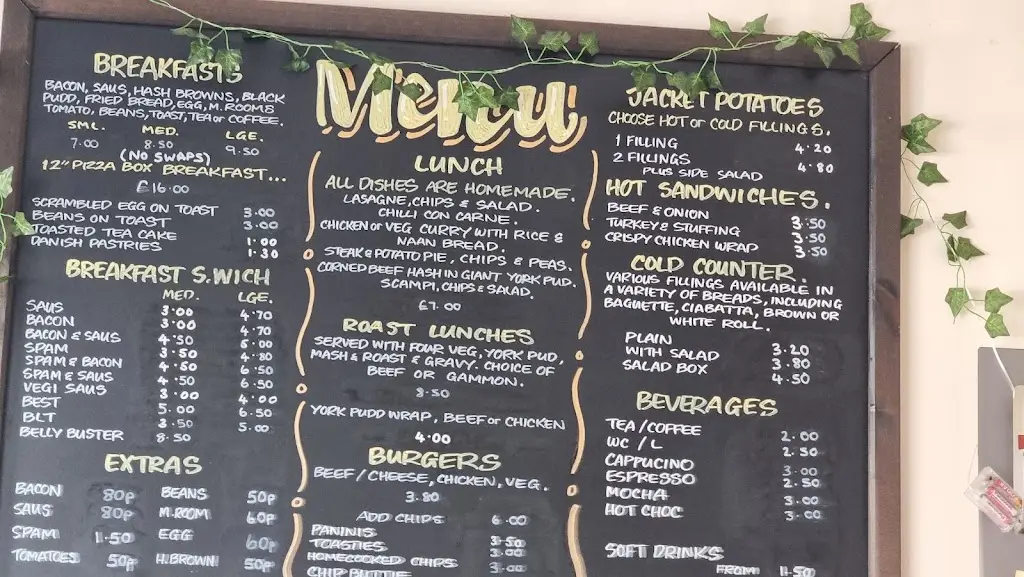 Menu
BREAKFASTS
BACON, SAUS, HASH BROWNS, BLACK
PUDD, FRIED BREAD, EGG, M.ROOMS
TOMATO, BEANS, TOAST, TEA or COFFEE.
SML. MED. LGE.
7.00 8.50 9.50
(NO SWAPS)
12" PIZZA BOX BREAKFAST...
£16.00
SCRAMBLED EGG ON TOAST 3.00
BEANS ON TOAST 3.00
TOASTED TEA CAKE 1.00
DANISH PASTRIES 1.30
BREAKFAST S.WICH
MED. LGE.
SAUS 3.00 4.70
BACON 3.00 4.70
BACON & SAUS 4.50 6.00
SPAM 3.50 4.80
SPAM & BACON 4.50 6.50
SPAM & SAUS 4.50 6.50
VEGI SAUS 3.00 4.00
BEST 5.00 6.50
BLT 3.50 5.00
BELLY BUSTER 8.50
EXTRAS
BACON 80p BEANS 50p
SAUS 80p M.ROOM 60p
SPAM 1.50 EGG 60p
TOMATOES 50p H.BROWN 50p
LUNCH
ALL DISHES ARE HOMEMADE.
LASAGNE, CHIPS & SALAD.
CHILLI CON CARNE.
CHICKEN or VEG CURRY WITH RICE &
NAAN BREAD.
STEAK & POTATO PIE, CHIPS & PEAS.
CORNED BEEF HASH IN GIANT YORK PUD.
SCAMPI, CHIPS & SALAD.
£7.00
ROAST LUNCHES
SERVED WITH FOUR VEG, YORK PUD,
MASH & ROAST & GRAVY. CHOICE OF
BEEF OR GAMMON.
8.50
YORK PUDD WRAP, BEEF or CHICKEN
4.00
BURGERS
BEEF / CHEESE, CHICKEN, VEG.
3.80
ADD CHIPS 6.00
PANINIS 3.50
TOASTIES 3.00
HOMECOOKED CHIPS 3.00
CHIP BUTTIE
JACKET POTATOES
CHOOSE HOT or COLD FILLINGS.
1 FILLING 4.20
2 FILLINGS 4.80
PLUS SIDE SALAD
HOT SANDWICHES.
BEEF & ONION 3.50
TURKEY & STUFFING 3.50
CRISPY CHICKEN WRAP 3.50
COLD COUNTER.
VARIOUS FILLINGS AVAILABLE IN
A VARIETY OF BREADS, INCLUDING
BAGUETTE, CIABATTA, BROWN OR
WHITE ROLL.
PLAIN 3.20
WITH SALAD 3.80
SALAD BOX 4.50
BEVERAGES
TEA / COFFEE 2.00
WC / L 2.50
CAPPUCINO 3.00
ESPRESSO 2.50
MOCHA 3.00
HOT CHOC 3.00
SOFT DRINKS
FROM 1.50